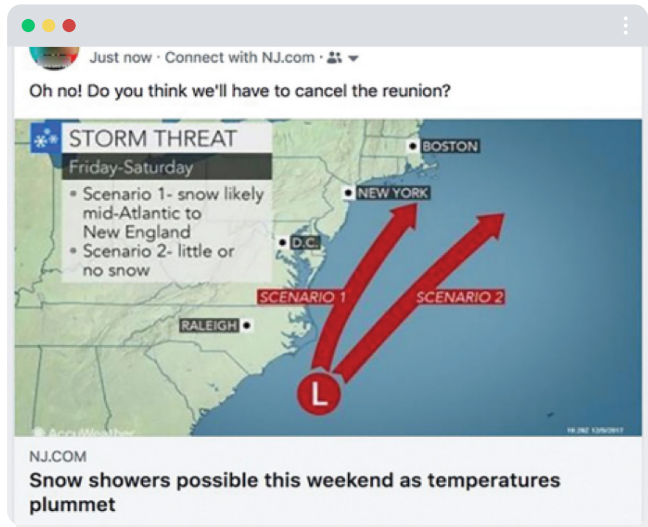 Just now · Connect with NJ.com ·
Oh no! Do you think we'll have to cancel the reunion?
STORM THREAT
Friday-Saturday
• Scenario 1- snow likely
mid-Atlantic to
New England
• Scenario 2- little or
no snow
BOSTON
NEW YORK
D.C.
SCENARIO 1
SCENARIO 2
RALEIGH
L
AccuWeather
NJ.COM
Snow showers possible this weekend as temperatures
plummet